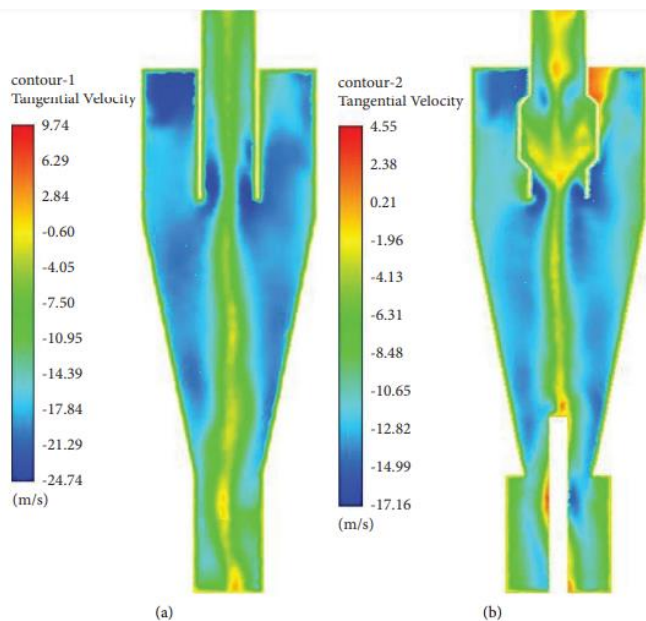 contour-1
Tangential Velocity
9.74
6.29
2.84
-0.60
-4.05
-7.50
-10.95
-14.39
-17.84
-21.29
-24.74
(m/s)
(a)
contour-2
Tangential Velocity
4.55
2.38
0.21
-1.96
-4.13
-6.31
-8.48
-10.65
-12.82
-14.99
-17.16
(m/s)
(b)